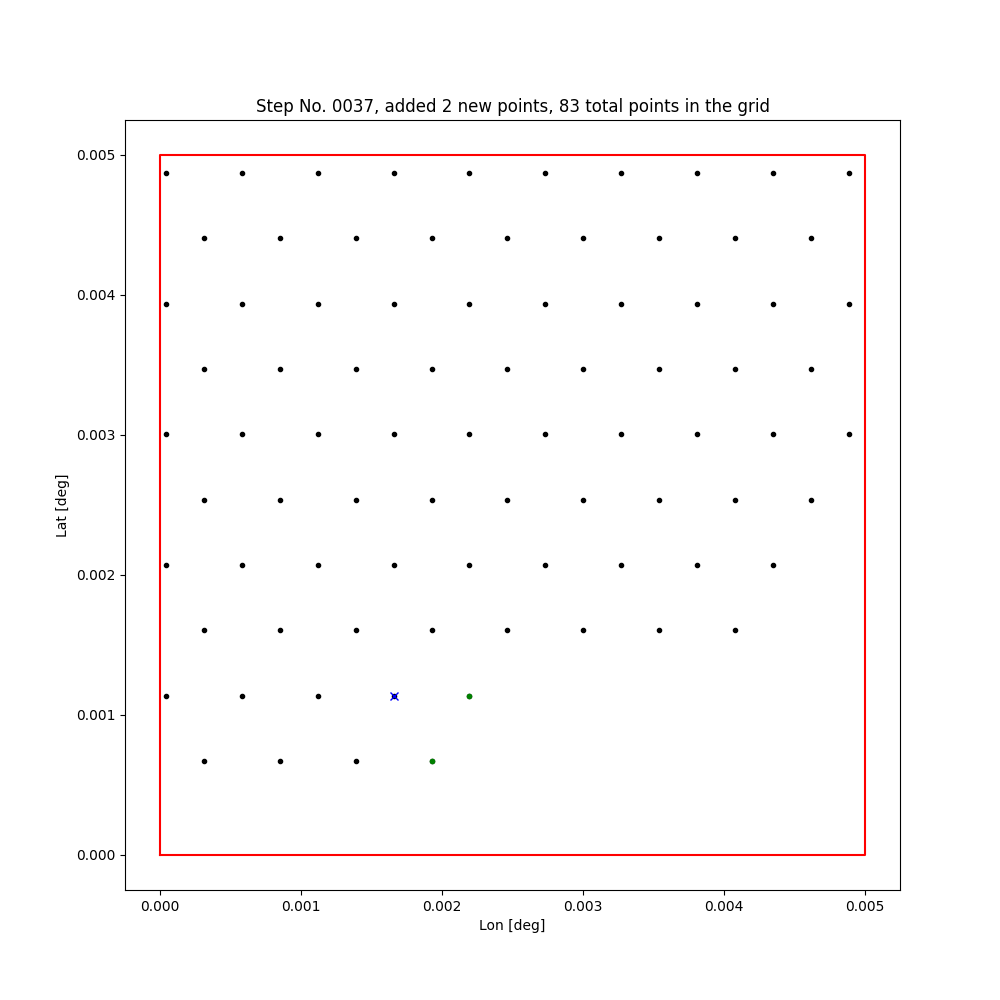 Step No. 0037, added 2 new points, 83 total points in the grid
0.005
0.004
0.003
0.002
0.001
0.000
Lat [deg]
0.000 0.001 0.002 0.003 0.004 0.005
Lon [deg]